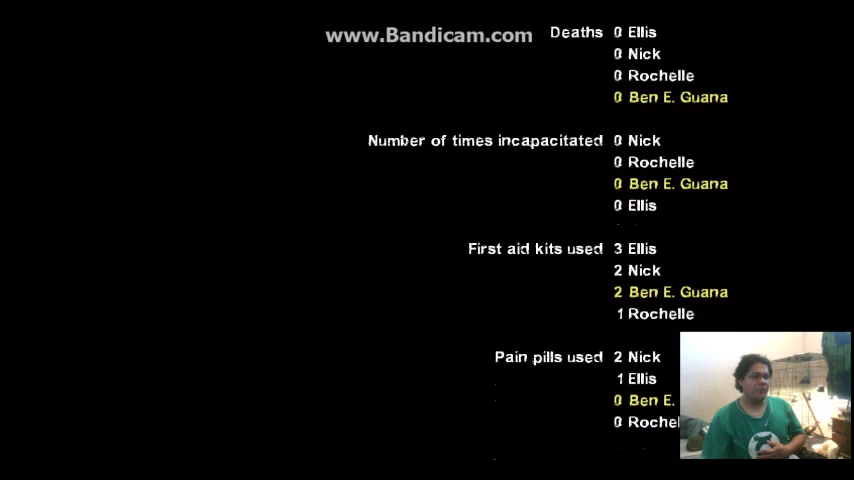 www.Bandicam.com
Deaths 0 Ellis
0 Nick
0 Rochelle
0 Ben E. Guana
Number of times incapacitated 0 Nick
0 Rochelle
0 Ben E. Guana
0 Ellis
First aid kits used 3 Ellis
2 Nick
2 Ben E. Guana
1 Rochelle
Pain pills used 2 Nick
1 Ellis
0 Ben E.
0 Rochel